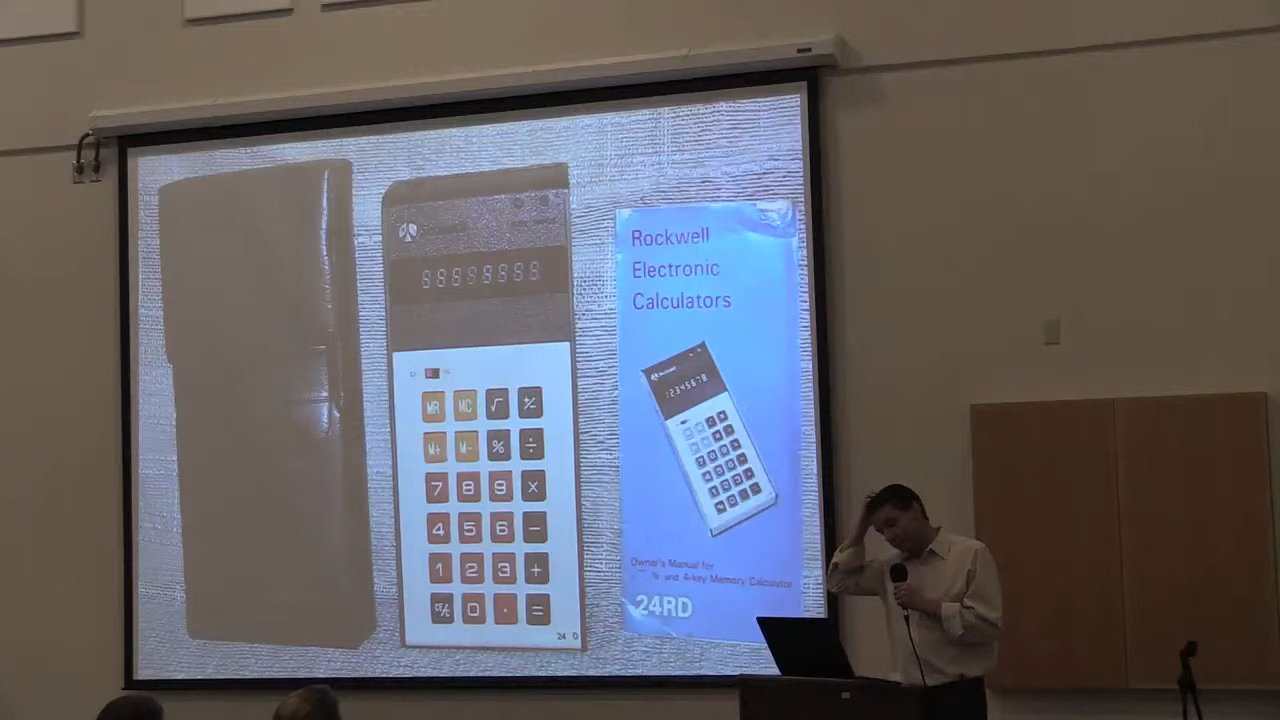 88888888
MR MC √ +/−
M+ M- % ÷
7 8 9 X
4 5 6 −
1 2 3 +
CE/C 0 . =
24
Rockwell
Electronic
Calculators
12345678
Owner's Manual for
% and 4-key Memory Calculator
24RD